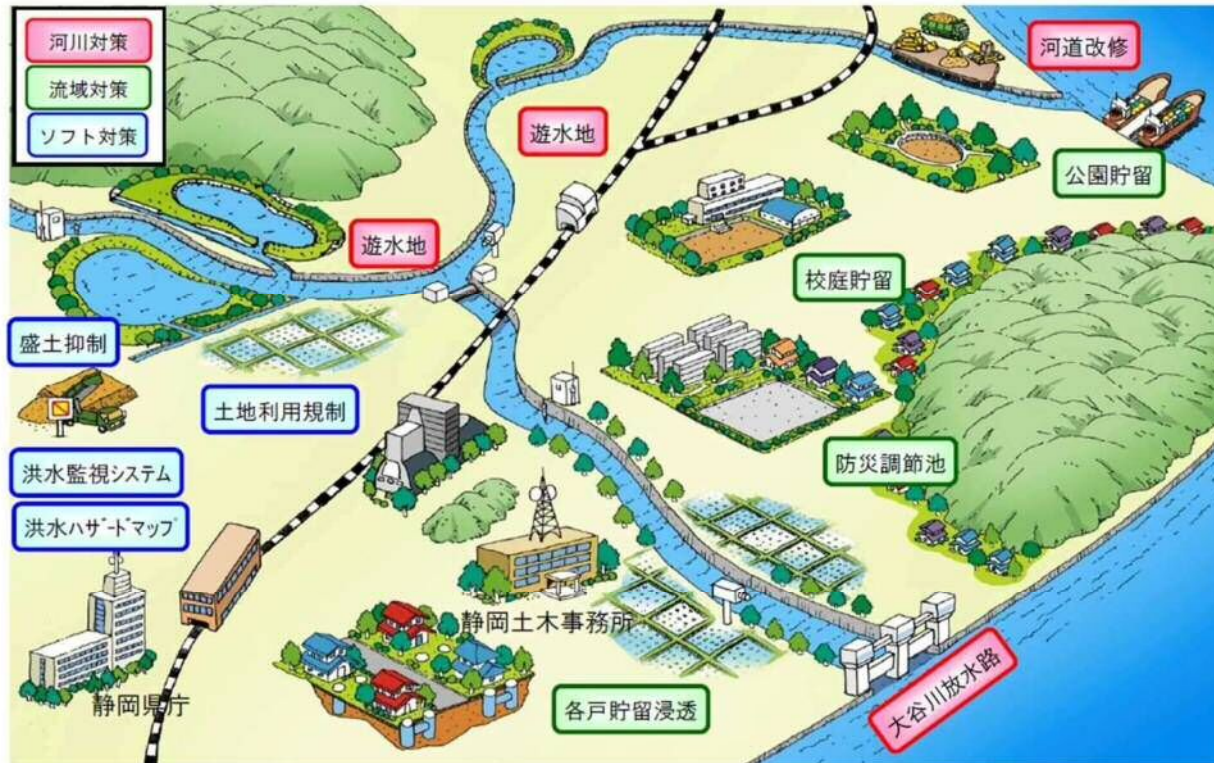 河川対策
流域対策
ソフト対策
河道改修
遊水地
公園貯留
遊水地
校庭貯留
盛土抑制
土地利用規制
防災調節池
洪水監視システム
洪水ハザードマップ
静岡土木事務所
静岡県庁
各戸貯留浸透
大谷川放水路